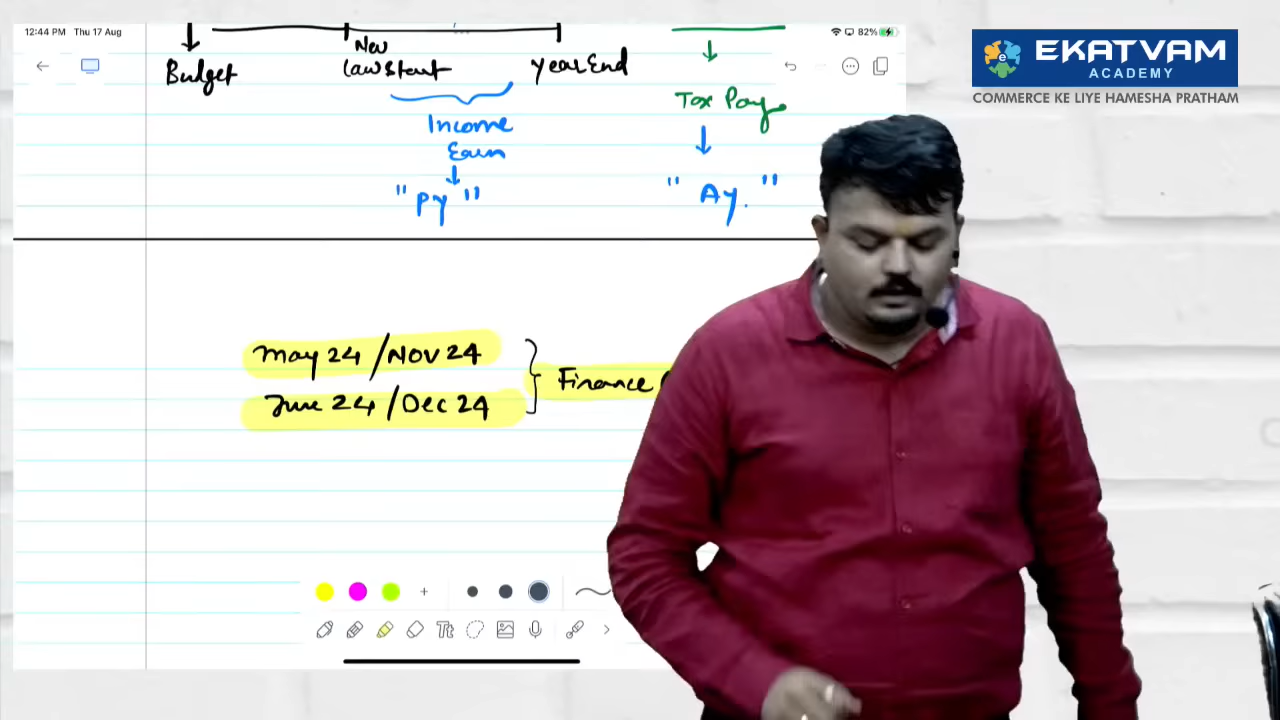 12:44 PM Thu 17 Aug
82%
EKATVAM
ACADEMY
COMMERCE KE LIYE HAMESHA PRATHAM
Budget
New
Law Start
Year End
Tax Pay
Income
Earn
"PY"
"AY."
May 24 / Nov 24
June 24 / Dec 24
Finance
Tt